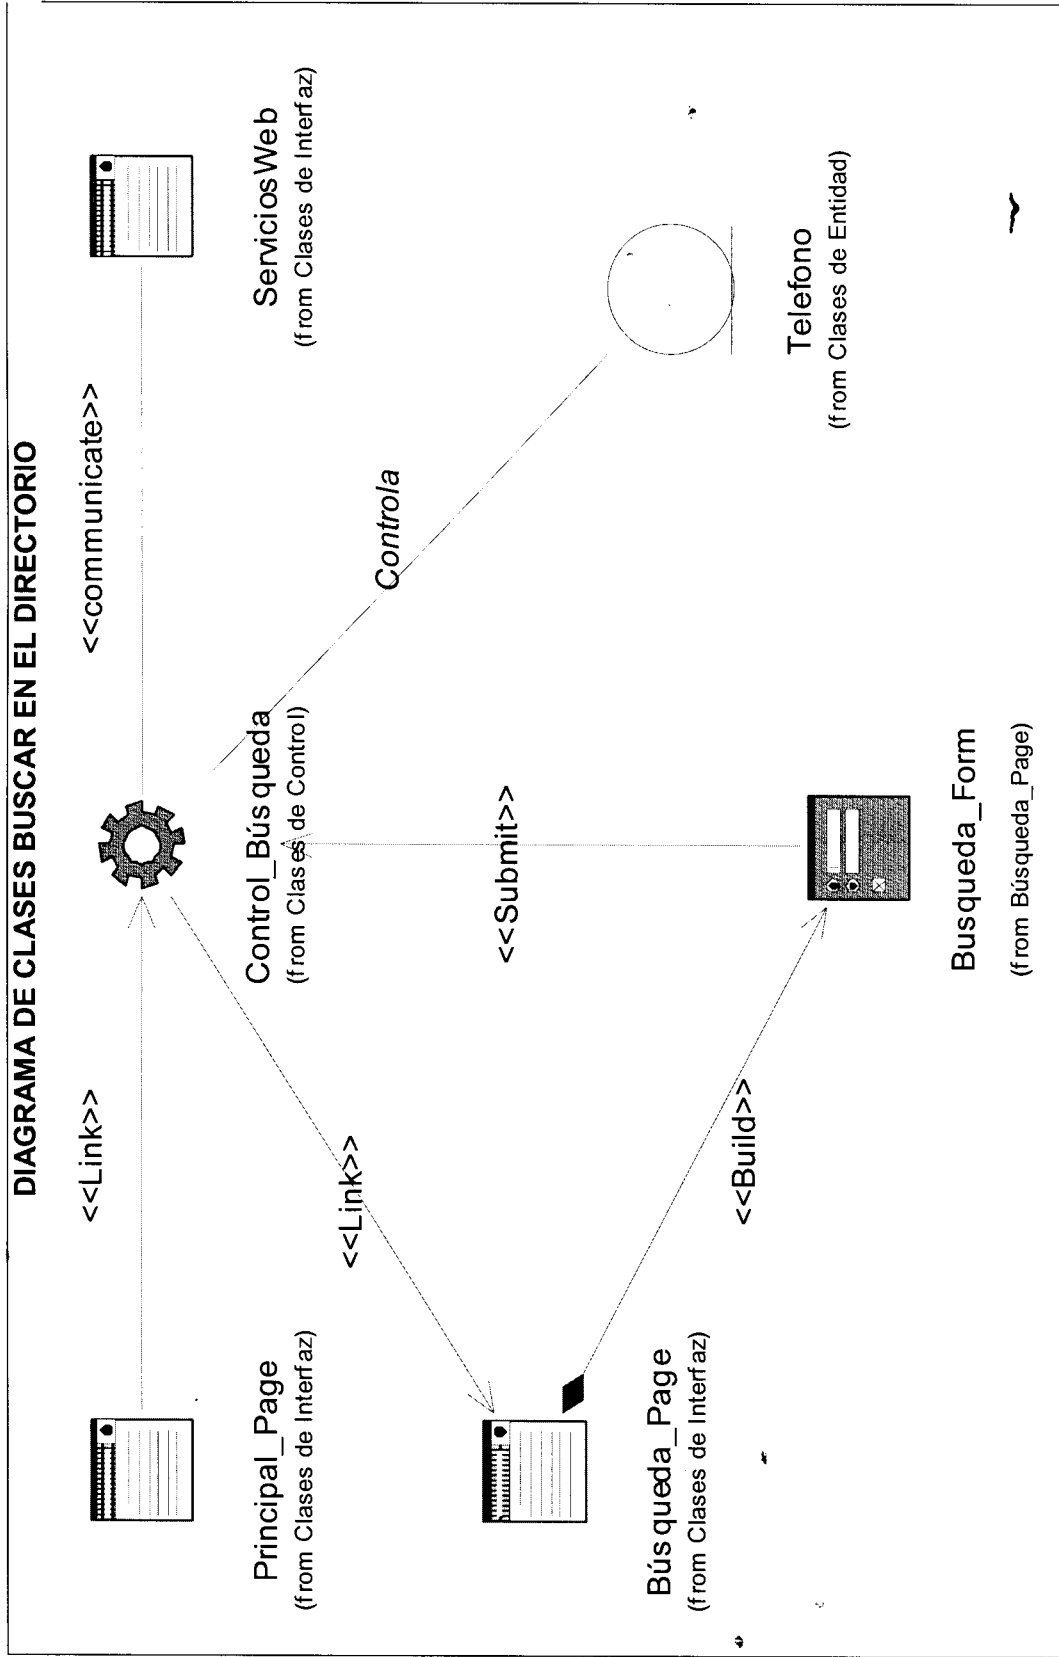 DIAGRAMA DE CLASES BUSCAR EN EL DIRECTORIO
<<Link>>
<<communicate>>
Principal_Page
(from Clases de Interfaz)
Control_Búsqueda
(from Clases de Control)
ServiciosWeb
(from Clases de Interfaz)
<<Link>>
Controla
<<Submit>>
Búsqueda_Page
(from Clases de Interfaz)
<<Build>>
Telefono
(from Clases de Entidad)
Busqueda_Form
(from Búsqueda_Page)